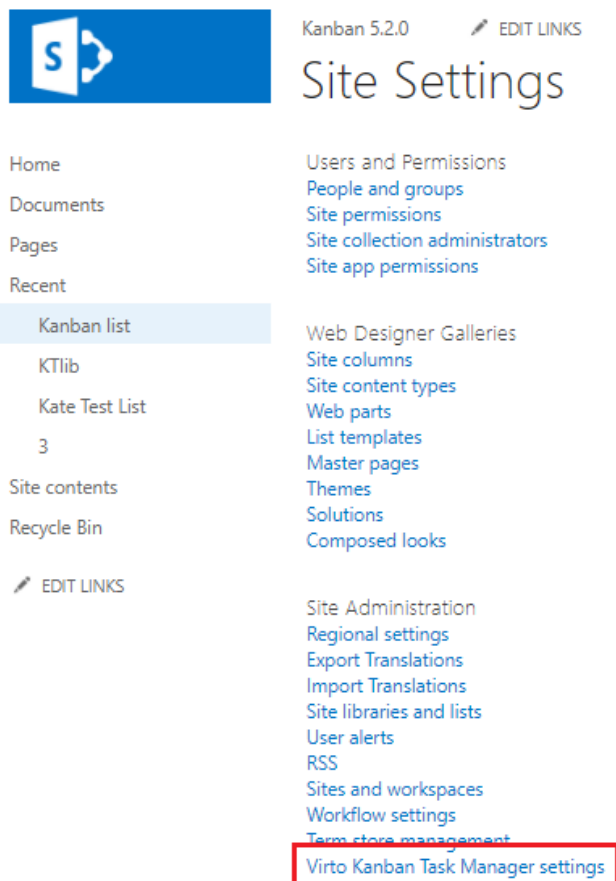 S
Kanban 5.2.0
EDIT LINKS
Site Settings
Home
Documents
Pages
Recent
Kanban list
KTlib
Kate Test List
3
Site contents
Recycle Bin
EDIT LINKS
Users and Permissions
People and groups
Site permissions
Site collection administrators
Site app permissions
Web Designer Galleries
Site columns
Site content types
Web parts
List templates
Master pages
Themes
Solutions
Composed looks
Site Administration
Regional settings
Export Translations
Import Translations
Site libraries and lists
User alerts
RSS
Sites and workspaces
Workflow settings
Term store management
Virto Kanban Task Manager settings